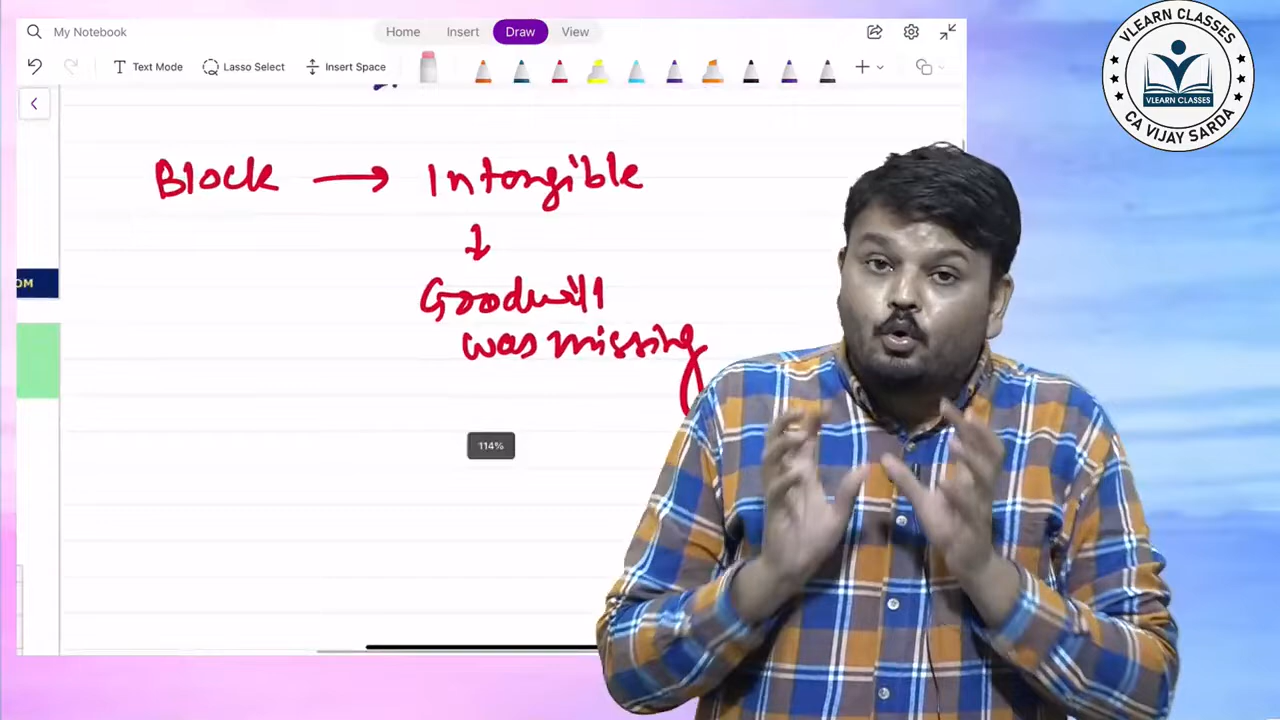 My Notebook
Home Insert Draw View
Text Mode Lasso Select Insert Space
Block → Intangible
↓
Goodwill
was missing
OM
114%
VLEARN CLASSES
VLEARN CLASSES
CA VIJAY SARDA